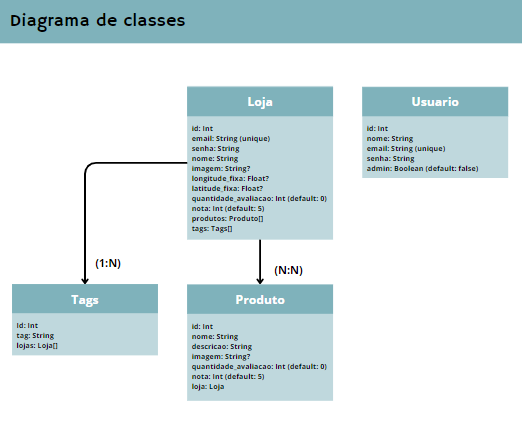 Diagrama de classes
Loja
id: Int
email: String (unique)
senha: String
nome: String
imagem: String?
longitude_fixa: Float?
latitude_fixa: Float?
quantidade_avaliacao: Int (default: 0)
nota: Int (default: 5)
produtos: Produto[]
tags: Tags[]
Usuario
id: Int
nome: String
email: String (unique)
senha: String
admin: Boolean (default: false)
(1:N)
(N:N)
Tags
id: Int
tag: String
lojas: Loja[]
Produto
id: Int
nome: String
descricao: String
imagem: String?
quantidade_avaliacao: Int (default: 0)
nota: Int (default: 5)
loja: Loja